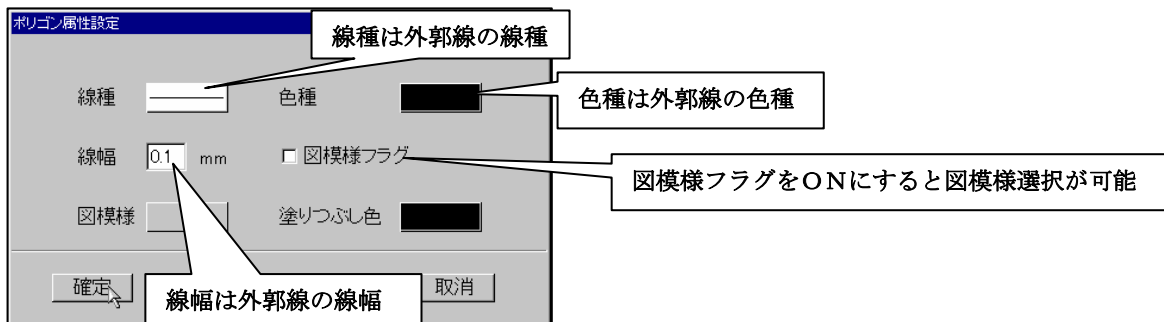 ポリゴン属性設定
線種は外郭線の線種
線種
色種
色種は外郭線の色種
線幅 0.1 mm
図模様フラグ
図模様フラグをONにすると図模様選択が可能
図模様
塗りつぶし色
確定
線幅は外郭線の線幅
取消